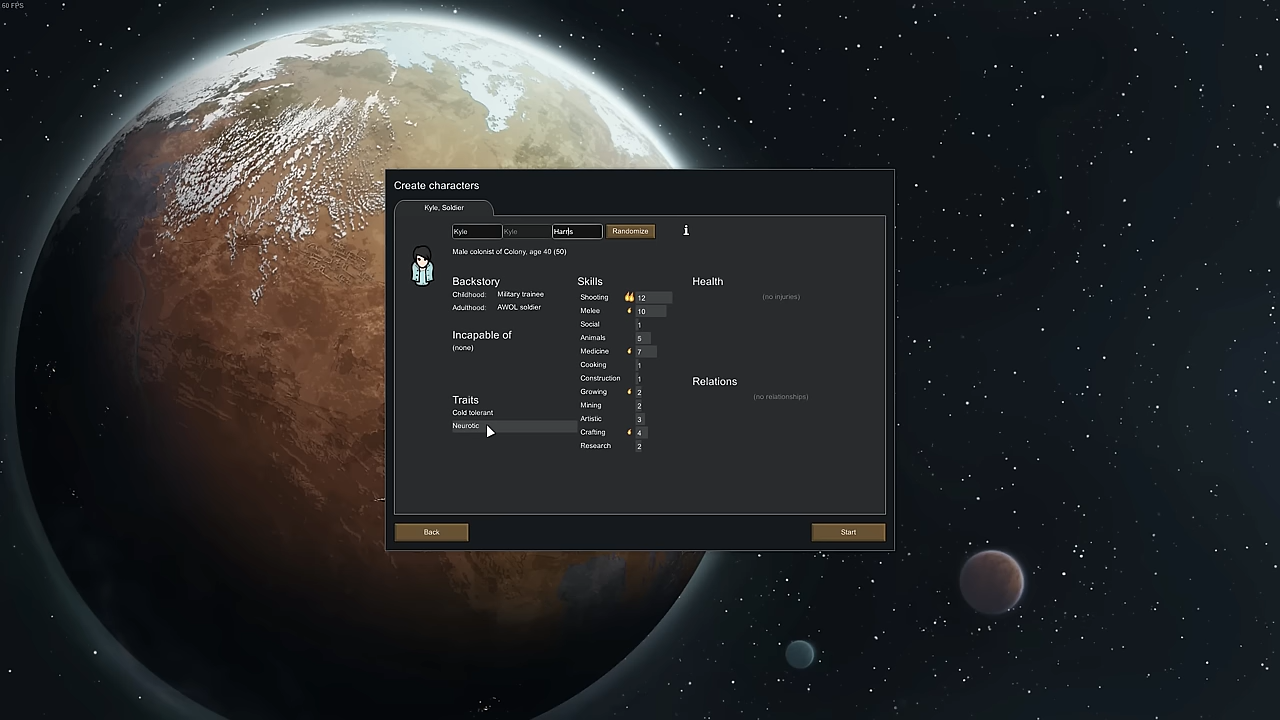 60 FPS
Create characters
Kyle, Soldier
Kyle Kyle Harris Randomize i
Male colonist of Colony, age 40 (50)
Backstory
Childhood: Military trainee
Adulthood: AWOL soldier
Incapable of
(none)
Traits
Cold tolerant
Neurotic
Skills
Shooting 12
Melee 10
Social 1
Animals 5
Medicine 7
Cooking 1
Construction 1
Growing 2
Mining 2
Artistic 3
Crafting 4
Research 2
Health
(no injuries)
Relations
(no relationships)
Back
Start